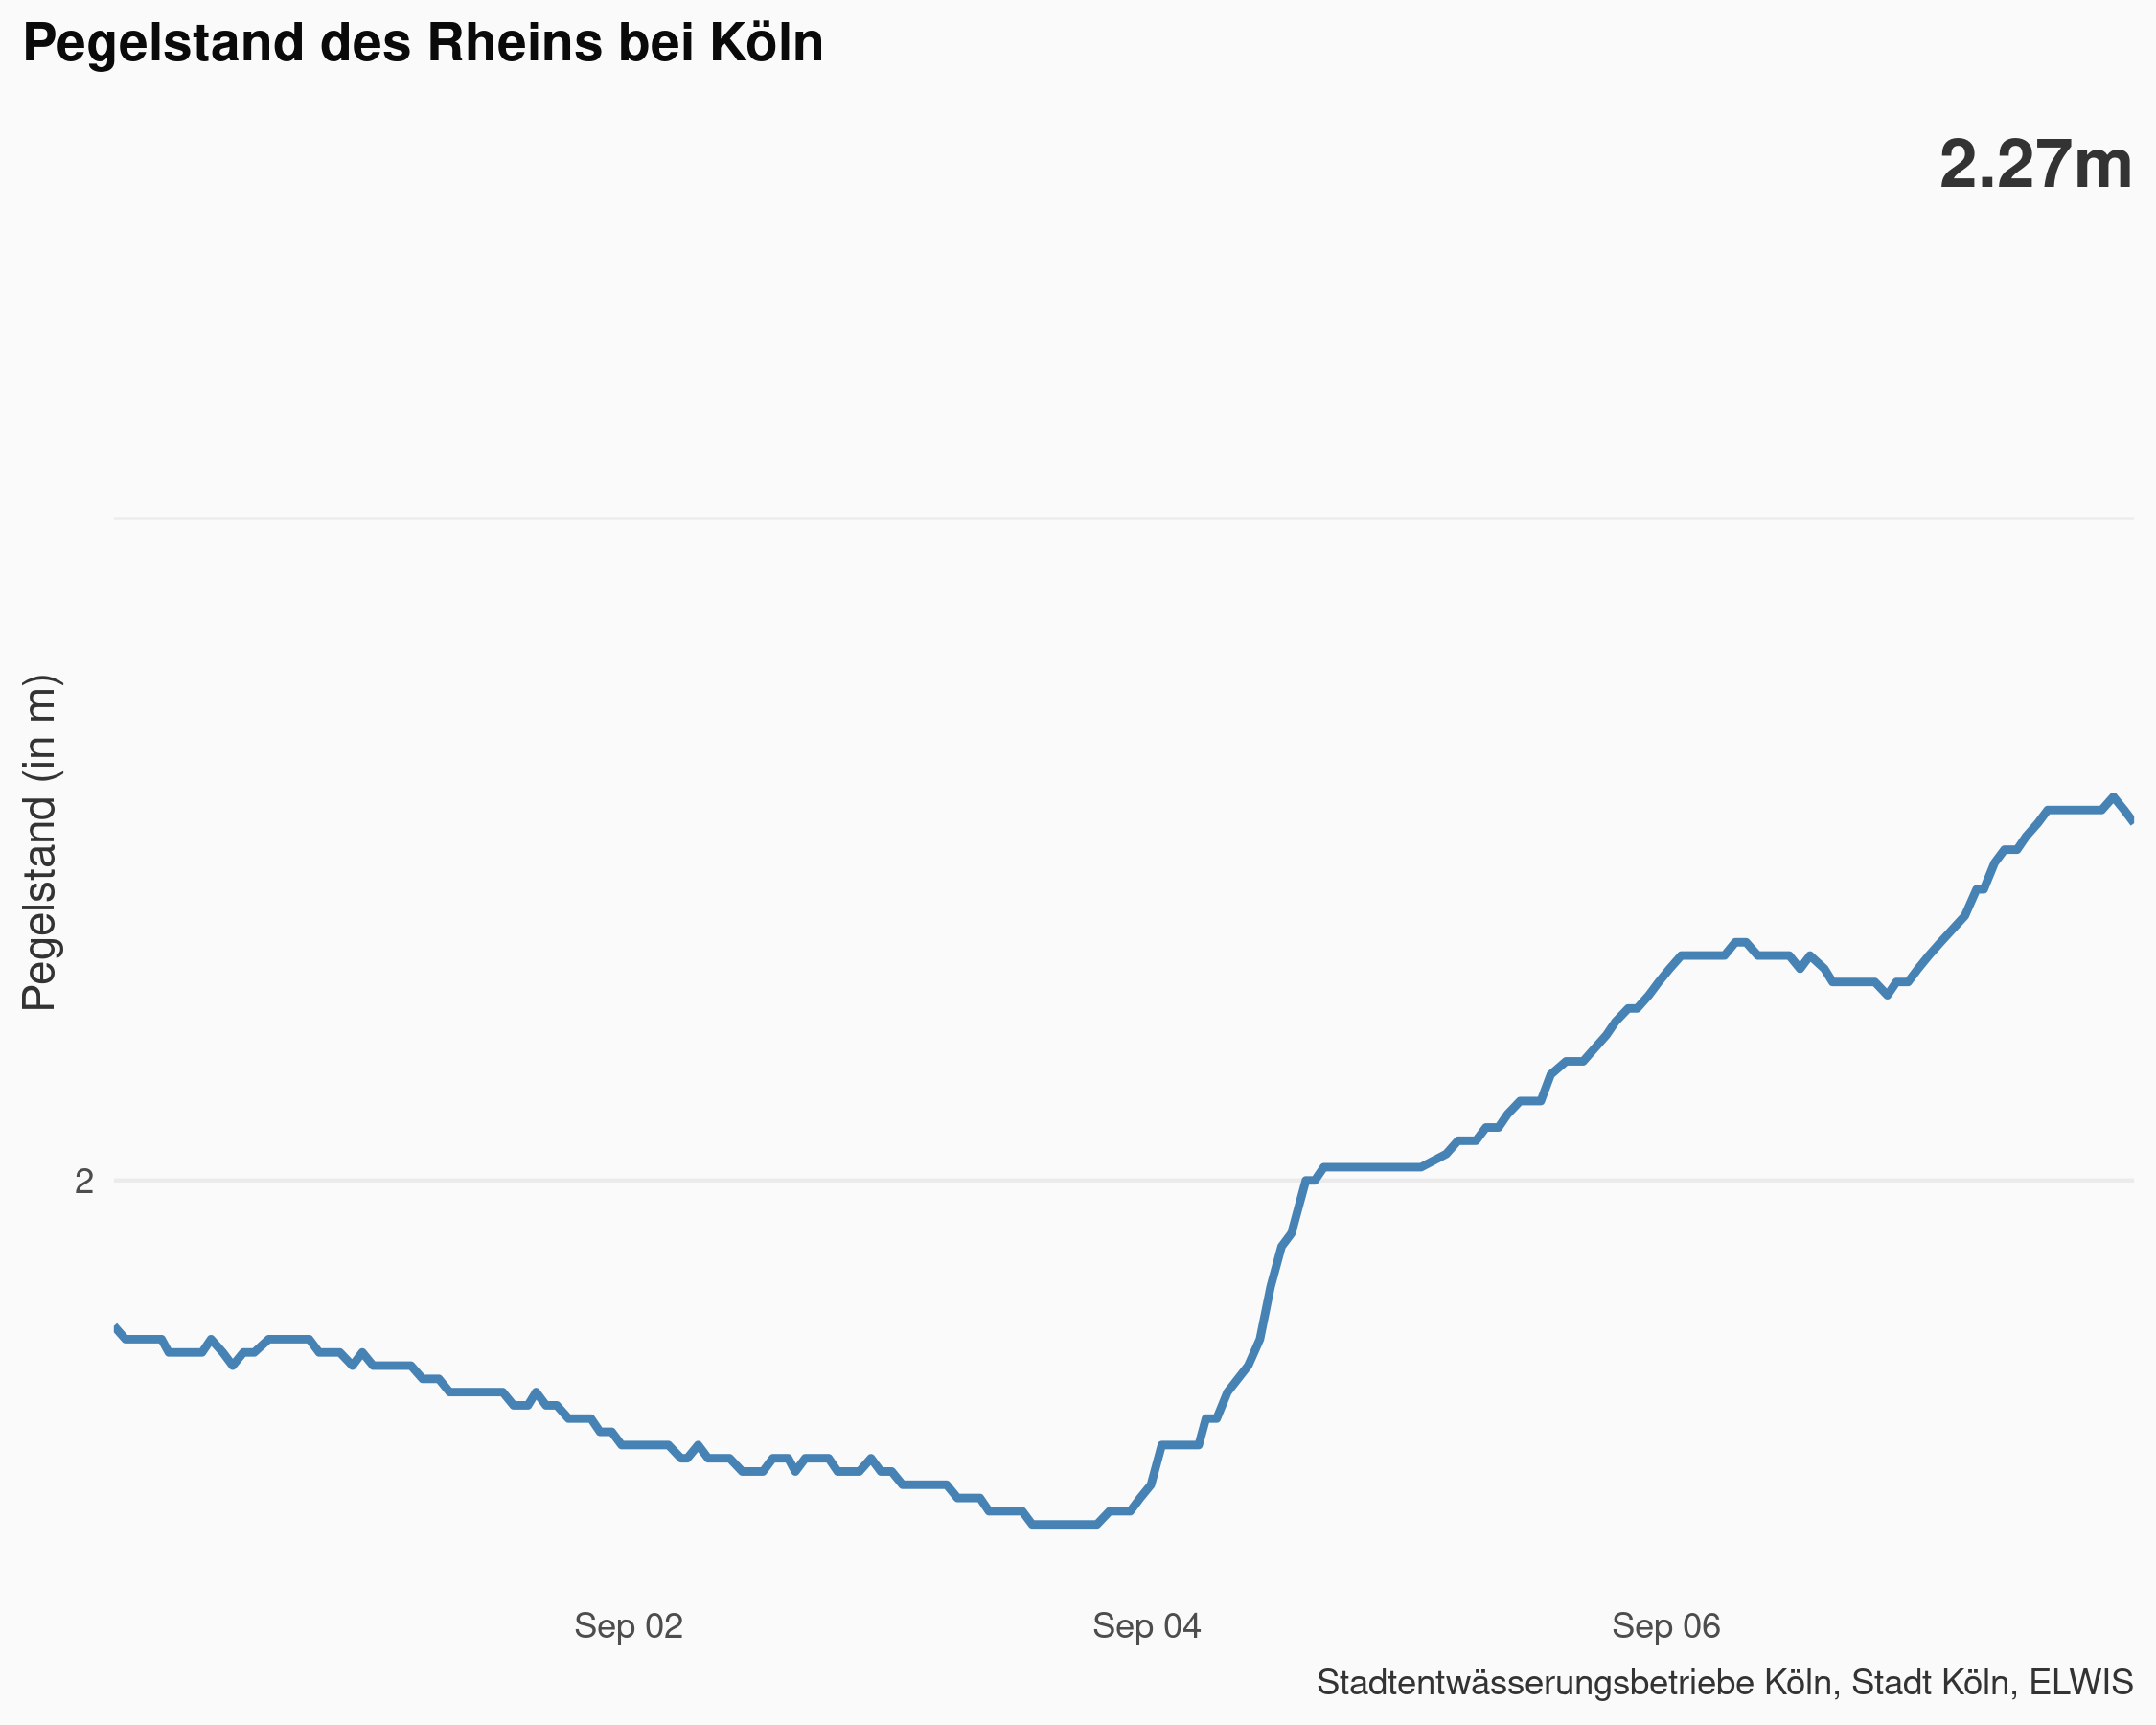 Pegelstand des Rheins bei Köln
2.27m
Pegelstand (in m)
2
Sep 02
Sep 04
Sep 06
Stadtentwässerungsbetriebe Köln, Stadt Köln, ELWIS